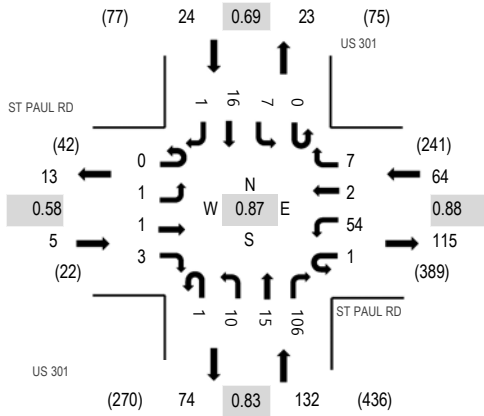 (77) 24 0.69 23 (75)
US 301
ST PAUL RD
1 16 7 0
(42) (241)
0 7
13 64
1 N 2
0.58 W 0.87 E 0.88
1 54
5 S 115
3 1
(22) (389)
1 10 15 106
ST PAUL RD
US 301
(270) 74 0.83 132 (436)